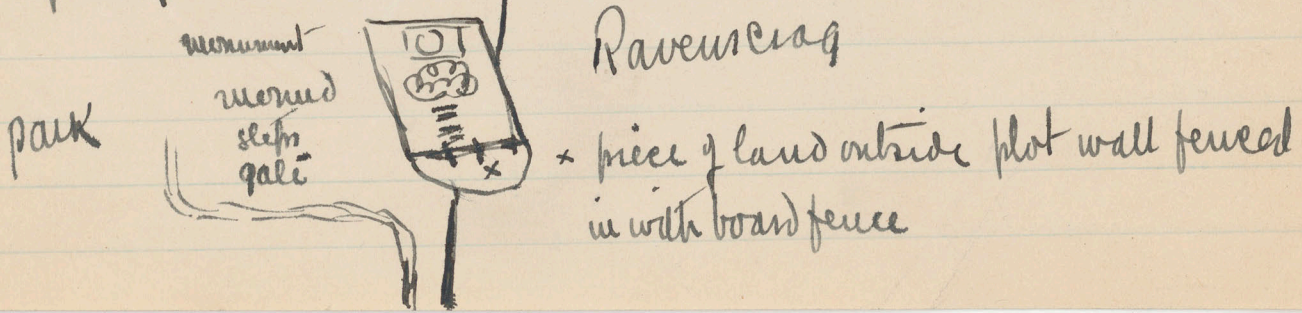 monument
Ravenscrag
mound
park
steps
gate
x piece of land outside plot wall fenced
in with board fence
x